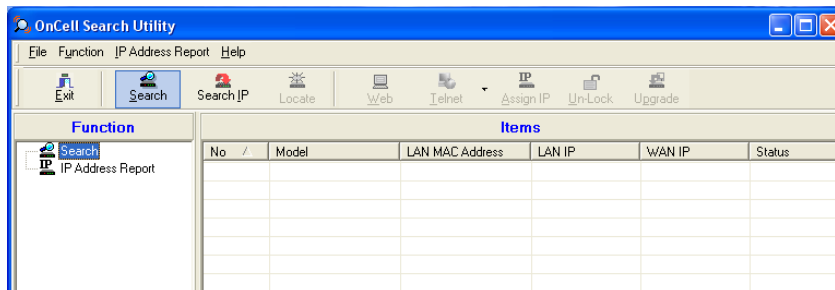 OnCell Search Utility
File Function IP Address Report Help
Exit Search Search IP Locate Web Telnet Assign IP Un-Lock Upgrade
Function Items
Search No Model LAN MAC Address LAN IP WAN IP Status
IP Address Report